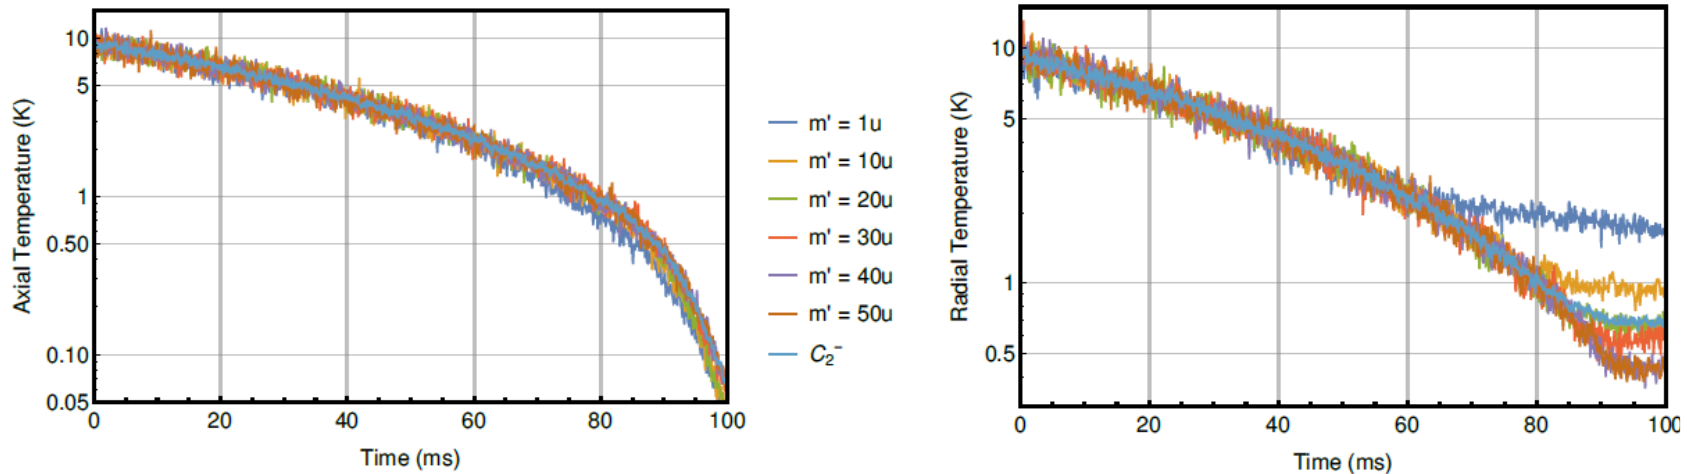 Axial Temperature (K)
10
5
1
0.50
0.10
0.05
0 20 40 60 80 100
Time (ms)
m' = 1u
m' = 10u
m' = 20u
m' = 30u
m' = 40u
m' = 50u
C₂⁻
Radial Temperature (K)
10
5
1
0.5
0 20 40 60 80 100
Time (ms)